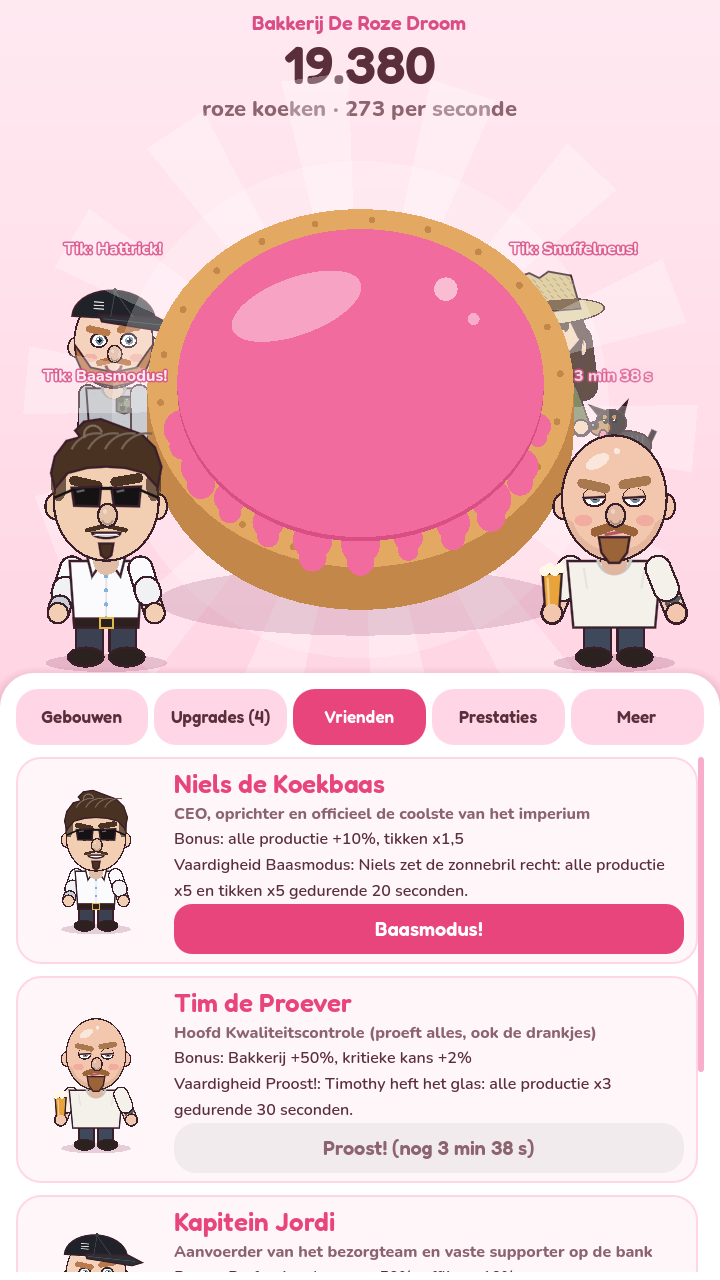 Bakkerij De Roze Droom
19.380
roze koeken · 273 per seconde
Tik: Hattrick!
Tik: Snuffelneus!
Tik: Baasmodus!
3 min 38 s
Gebouwen
Upgrades (4)
Vrienden
Prestaties
Meer
Niels de Koekbaas
CEO, oprichter en officieel de coolste van het imperium
Bonus: alle productie +10%, tikken x1,5
Vaardigheid Baasmodus: Niels zet de zonnebril recht: alle productie
x5 en tikken x5 gedurende 20 seconden.
Baasmodus!
Tim de Proever
Hoofd Kwaliteitscontrole (proeft alles, ook de drankjes)
Bonus: Bakkerij +50%, kritieke kans +2%
Vaardigheid Proost!: Timothy heft het glas: alle productie x3
gedurende 30 seconden.
Proost! (nog 3 min 38 s)
Kapitein Jordi
Aanvoerder van het bezorgteam en vaste supporter op de bank